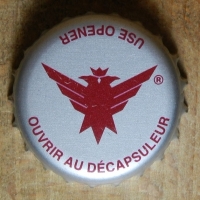 USE OPENER
®
OUVRIR AU DÉCAPSULEUR